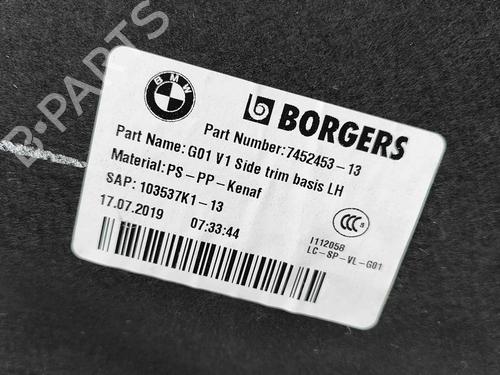 B-PARTS
BMW
BORGERS
Part Number:7452453-13
Part Name:G01 V1 Side trim basis LH
Material:PS-PP-Kenaf
SAP:103537K1-13
17.07.2019 07:33:44
CCC
I112058
LC-SP-VL-G01